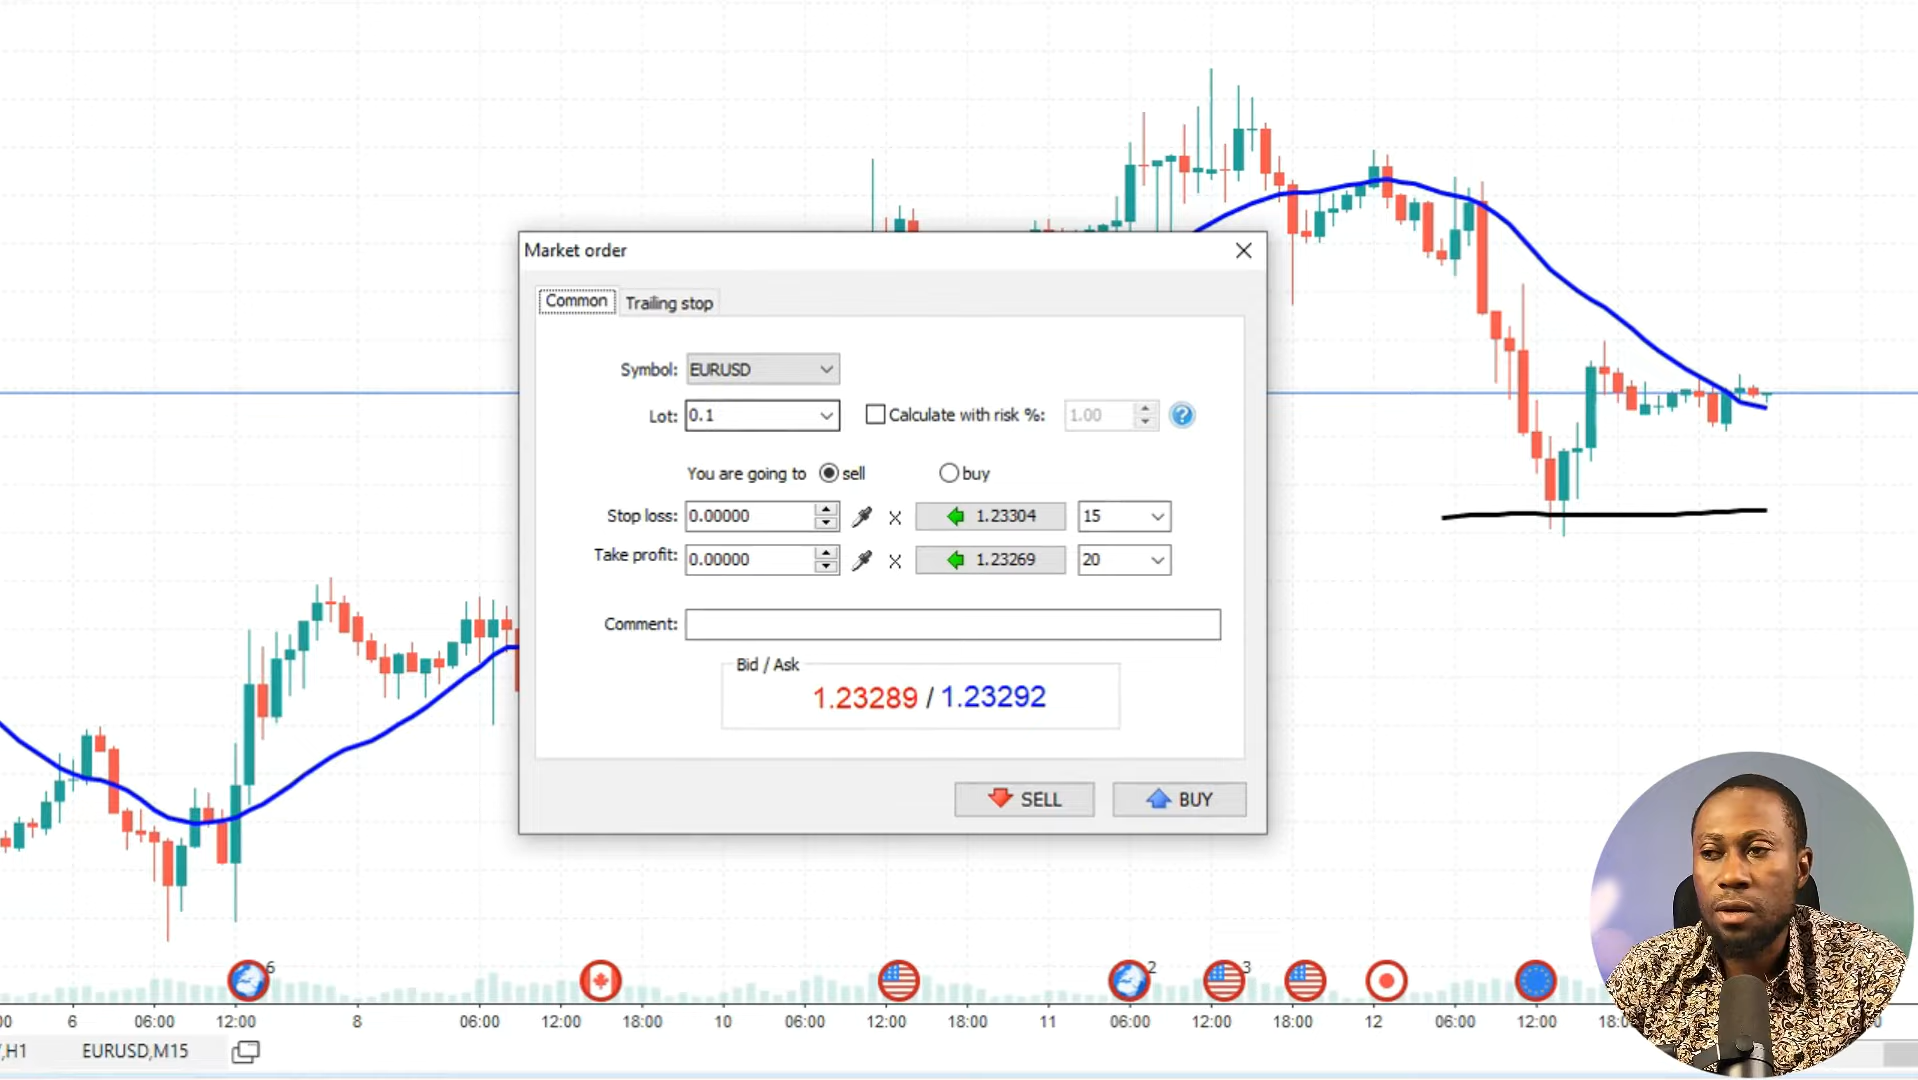 Market order
Common Trailing stop
Symbol: EURUSD
Lot: 0.1 Calculate with risk %: 1.00 ?
You are going to sell buy
Stop loss: 0.00000 X 1.23304 15
Take profit: 0.00000 X 1.23269 20
Comment:
Bid / Ask
1.23289 / 1.23292
SELL BUY
6 2 3
6 06:00 12:00 8 06:00 12:00 18:00 10 06:00 12:00 18:00 11 06:00 12:00 18:00 12 06:00 12:00
,H1 EURUSD,M15